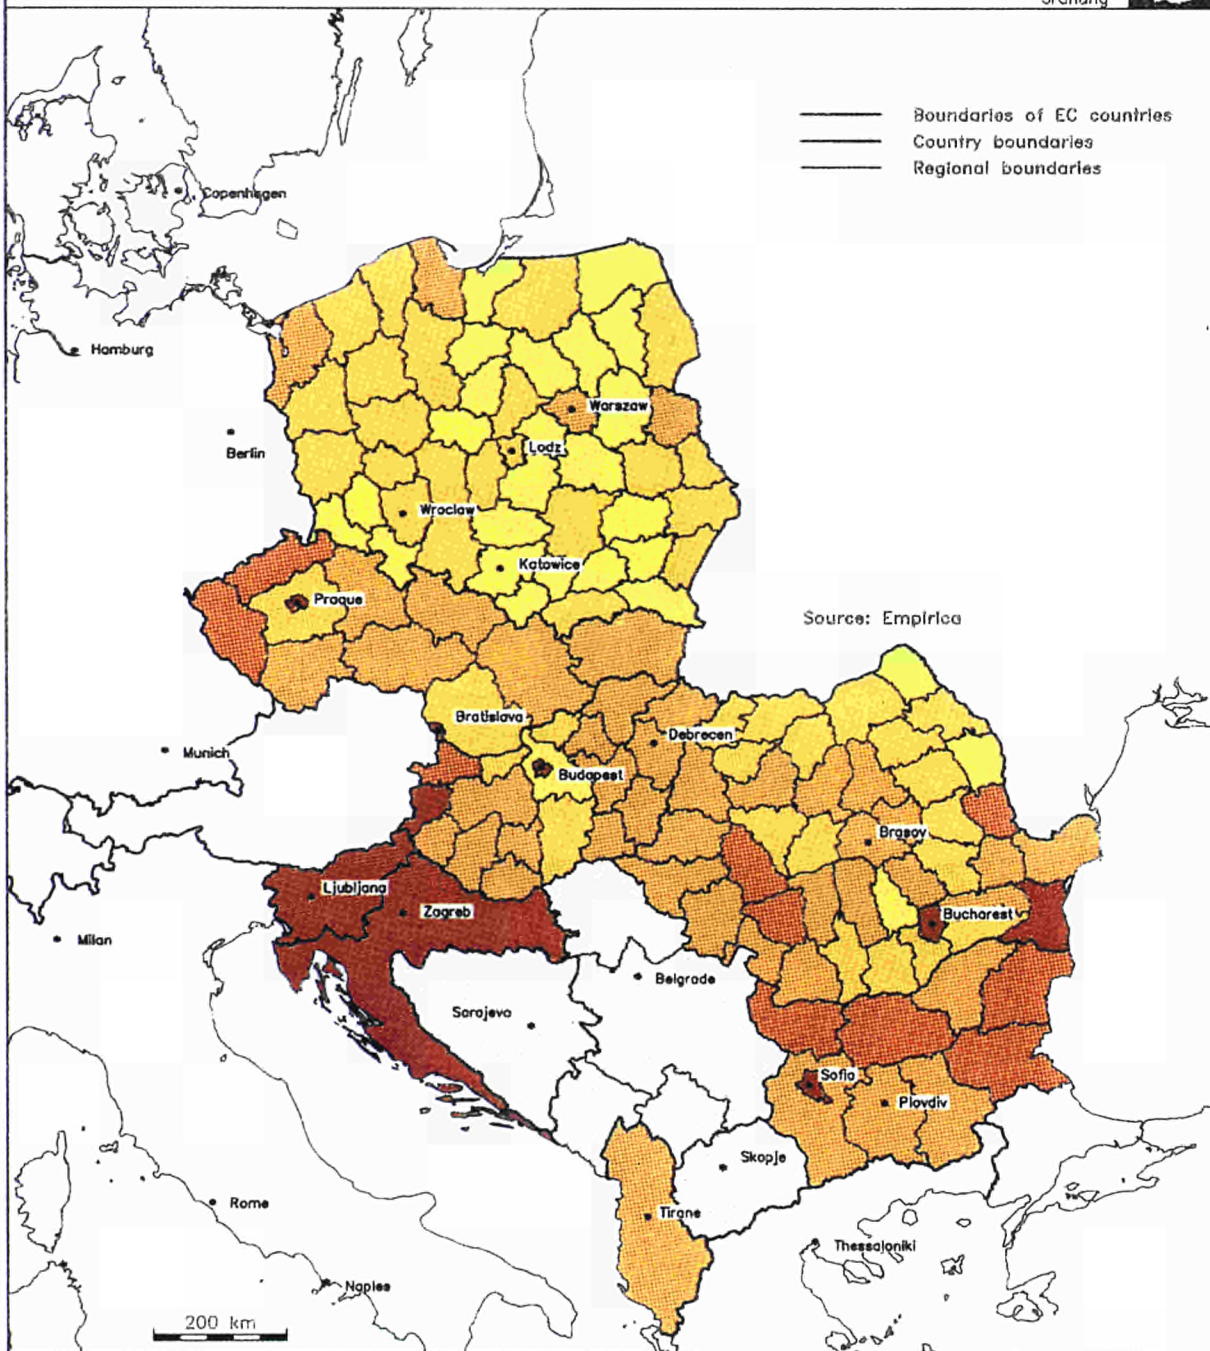 Boundaries of EC countries
Country boundaries
Regional boundaries
Copenhagen
Hamburg
Warszaw
Berlin
Lodz
Wroclaw
Katowice
Prague
Source: Empirica
Bratislava
Debrecen
Munich
Budapest
Brasov
Ljubljana
Zagreb
Bucharest
Milan
Belgrade
Sarajevo
Sofia
Plovdiv
Skopje
Rome
Tirane
Thessaloniki
Naples
200 km